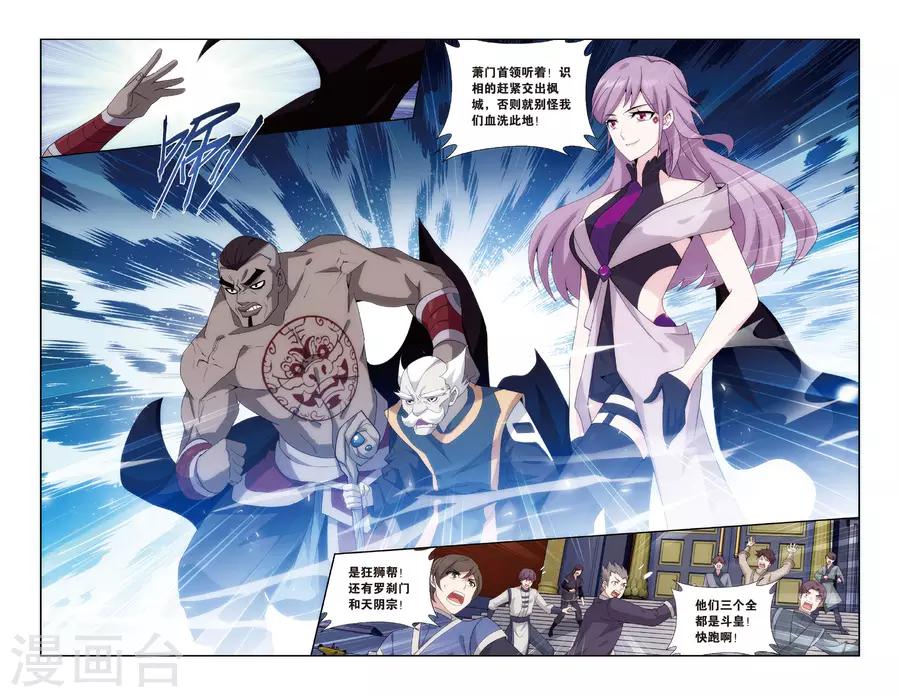 萧门首领听着！识
相的赶紧交出枫
城，否则就别怪我
们血洗此地！
是狂狮帮！
还有罗刹门
和天阴宗！
他们三个全
都是斗皇！
快跑啊！
漫画台